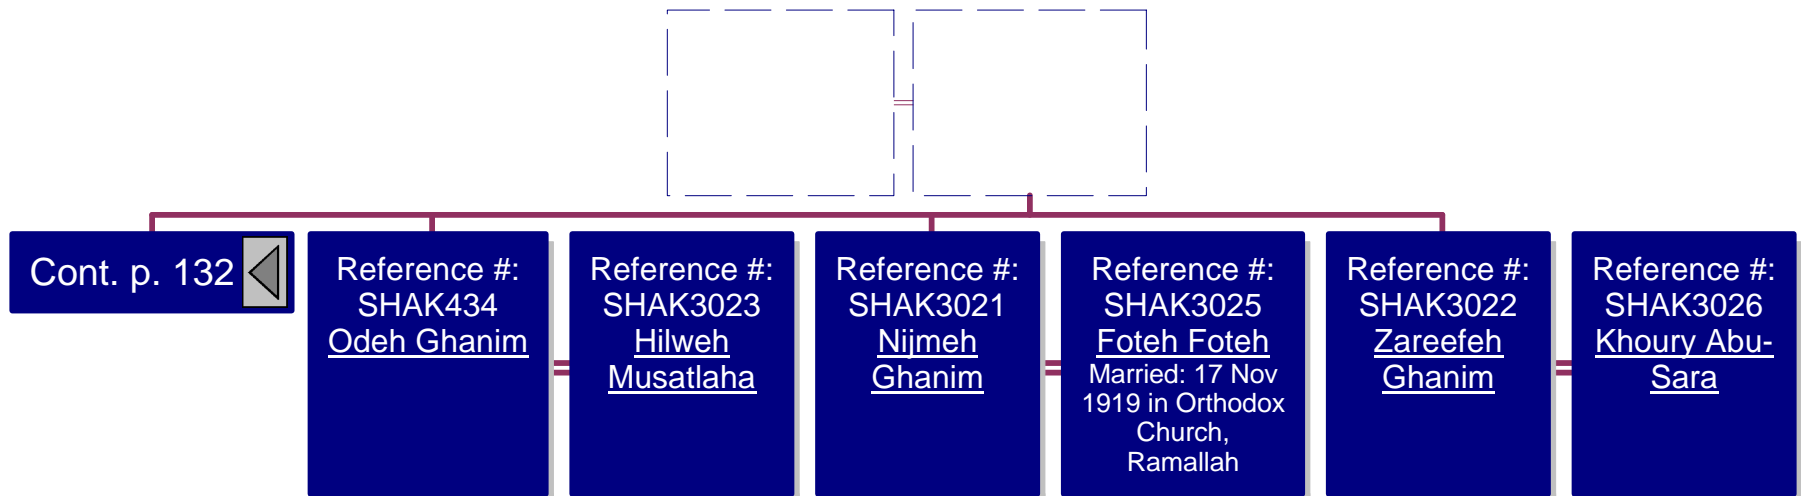 Cont. p. 132
Reference #:
SHAK434
Odeh Ghanim
Reference #:
SHAK3023
Hilweh
Musatlaha
Reference #:
SHAK3021
Nijmeh
Ghanim
Reference #:
SHAK3025
Foteh Foteh
Married: 17 Nov
1919 in Orthodox
Church,
Ramallah
Reference #:
SHAK3022
Zareefeh
Ghanim
Reference #:
SHAK3026
Khoury Abu-
Sara